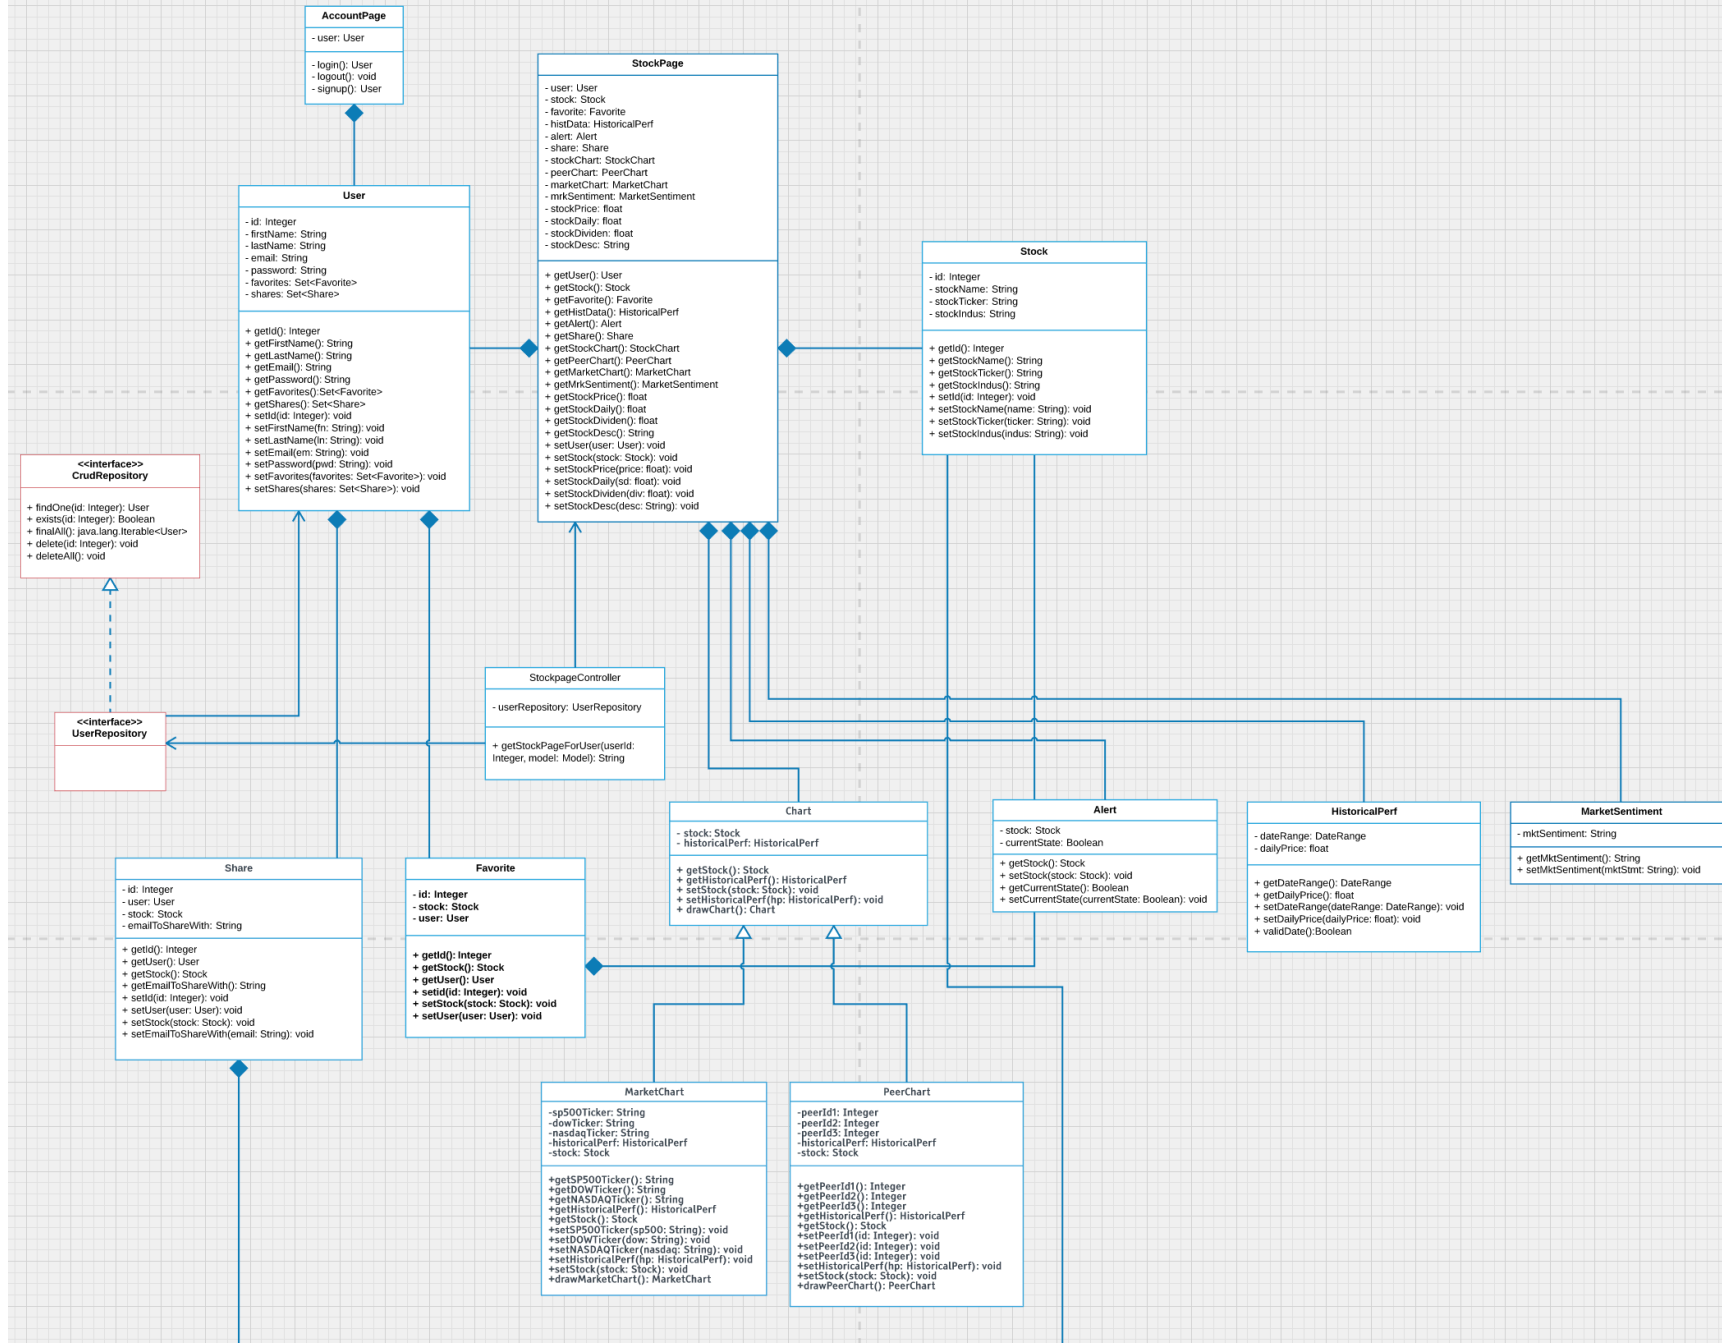 AccountPage
- user: User
- login(): User
- logout(): void
- signup(): User
StockPage
- user: User
- stock: Stock
- favorite: Favorite
- histData: HistoricalPerf
- alert: Alert
- share: Share
- stockChart: StockChart
- peerChart: PeerChart
- marketChart: MarketChart
- mrkSentiment: MarketSentiment
- stockPrice: float
- stockDaily: float
- stockDividen: float
- stockDesc: String
+ getUser(): User
+ getStock(): Stock
+ getFavorite(): Favorite
+ getHistData(): HistoricalPerf
+ getAlert(): Alert
+ getShare(): Share
+ getStockChart(): StockChart
+ getPeerChart(): PeerChart
+ getMarketChart(): MarketChart
+ getMrkSentiment(): MarketSentiment
+ getStockPrice(): float
+ getStockDaily(): float
+ getStockDividen(): float
+ getStockDesc(): String
+ setUser(user: User): void
+ setStock(stock: Stock): void
+ setStockPrice(price: float): void
+ setStockDaily(sd: float): void
+ setStockDividen(div: float): void
+ setStockDesc(desc: String): void
User
- id: Integer
- firstName: String
- lastName: String
- email: String
- password: String
- favorites: Set<Favorite>
- shares: Set<Share>
+ getId(): Integer
+ getFirstName(): String
+ getLastName(): String
+ getEmail(): String
+ getPassword(): String
+ getFavorites():Set<Favorite>
+ getShares(): Set<Share>
+ setId(id: Integer): void
+ setFirstName(fn: String): void
+ setLastName(ln: String): void
+ setEmail(em: String): void
+ setPassword(pwd: String): void
+ setFavorites(favorites: Set<Favorite>): void
+ setShares(shares: Set<Share>): void
Stock
- id: Integer
- stockName: String
- stockTicker: String
- stockIndus: String
+ getId(): Integer
+ getStockName(): String
+ getStockTicker(): String
+ getStockIndus(): String
+ setId(id: Integer): void
+ setStockName(name: String): void
+ setStockTicker(ticker: String): void
+ setStockIndus(indus: String): void
<<interface>>
CrudRepository
+ findOne(id: Integer): User
+ exists(id: Integer): Boolean
+ finalAll(): java.lang.Iterable<User>
+ delete(id: Integer): void
+ deleteAll(): void
<<interface>>
UserRepository
StockpageController
- userRepository: UserRepository
+ getStockPageForUser(userId:
Integer, model: Model): String
Chart
- stock: Stock
- historicalPerf: HistoricalPerf
+ getStock(): Stock
+ getHistoricalPerf(): HistoricalPerf
+ setStock(stock: Stock): void
+ setHistoricalPerf(hp: HistoricalPerf): void
+ drawChart(): Chart
Alert
- stock: Stock
- currentState: Boolean
+ getStock(): Stock
+ setStock(stock: Stock): void
+ getCurrentState(): Boolean
+ setCurrentState(currentState: Boolean): void
HistoricalPerf
- dateRange: DateRange
- dailyPrice: float
+ getDateRange(): DateRange
+ getDailyPrice(): float
+ setDateRange(dateRange: DateRange): void
+ setDailyPrice(dailyPrice: float): void
+ validDate():Boolean
MarketSentiment
- mktSentiment: String
+ getMktSentiment(): String
+ setMktSentiment(mktStmt: String): void
Share
- id: Integer
- user: User
- stock: Stock
- emailToShareWith: String
+ getId(): Integer
+ getUser(): User
+ getStock(): Stock
+ getEmailToShareWith(): String
+ setId(id: Integer): void
+ setUser(user: User): void
+ setStock(stock: Stock): void
+ setEmailToShareWith(email: String): void
Favorite
- id: Integer
- stock: Stock
- user: User
+ getId(): Integer
+ getStock(): Stock
+ getUser(): User
+ setid(id: Integer): void
+ setStock(stock: Stock): void
+ setUser(user: User): void
MarketChart
-sp500Ticker: String
-dowTicker: String
-nasdaqTicker: String
-historicalPerf: HistoricalPerf
-stock: Stock
+getSP500Ticker(): String
+getDOWTicker(): String
+getNASDAQTicker(): String
+getHistoricalPerf(): HistoricalPerf
+getStock(): Stock
+setSP500Ticker(sp500: String): void
+setDOWTicker(dow: String): void
+setNASDAQTicker(nasdaq: String): void
+setHistoricalPerf(hp: HistoricalPerf): void
+setStock(stock: Stock): void
+drawMarketChart(): MarketChart
PeerChart
-peerId1: Integer
-peerId2: Integer
-peerId3: Integer
-historicalPerf: HistoricalPerf
-stock: Stock
+getPeerId1(): Integer
+getPeerId2(): Integer
+getPeerId3(): Integer
+getHistoricalPerf(): HistoricalPerf
+getStock(): Stock
+setPeerId1(id: Integer): void
+setPeerId2(id: Integer): void
+setPeerId3(id: Integer): void
+setHistoricalPerf(hp: HistoricalPerf): void
+setStock(stock: Stock): void
+drawPeerChart(): PeerChart